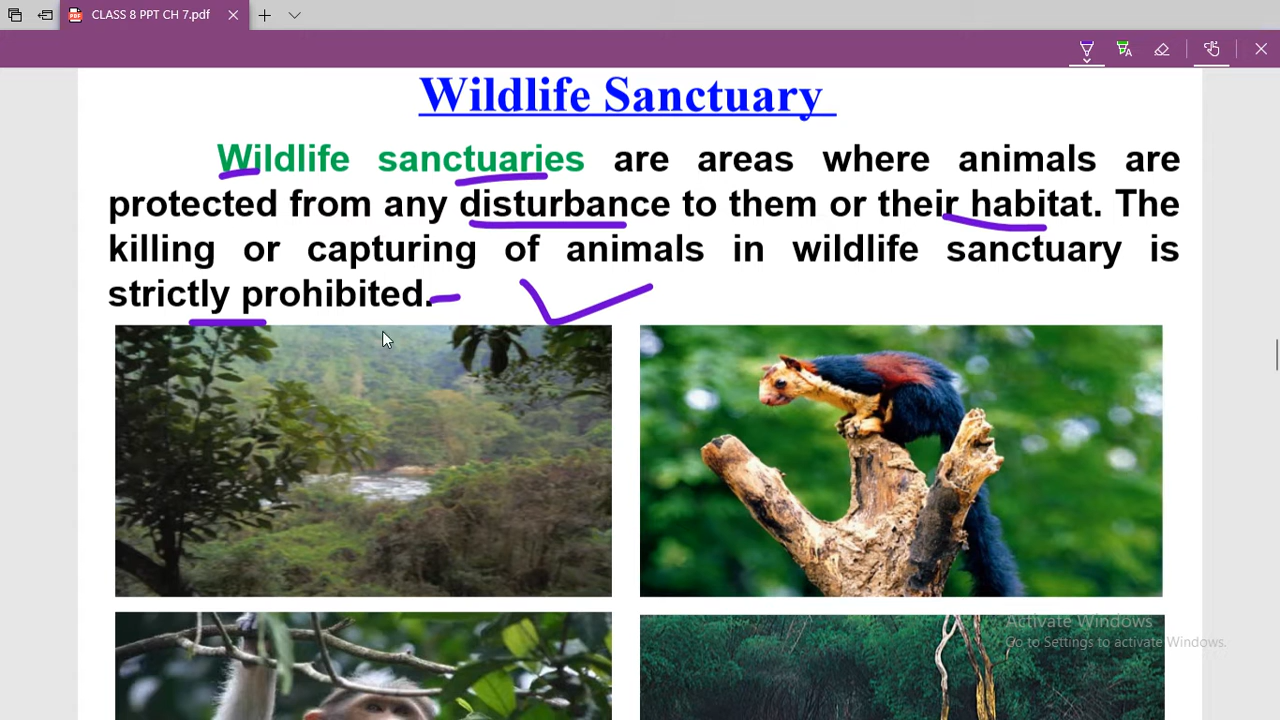 CLASS 8 PPT CH 7.pdf
Wildlife Sanctuary
Wildlife sanctuaries are areas where animals are
protected from any disturbance to them or their habitat. The
killing or capturing of animals in wildlife sanctuary is
strictly prohibited.
Activate Windows
Go to Settings to activate Windows.